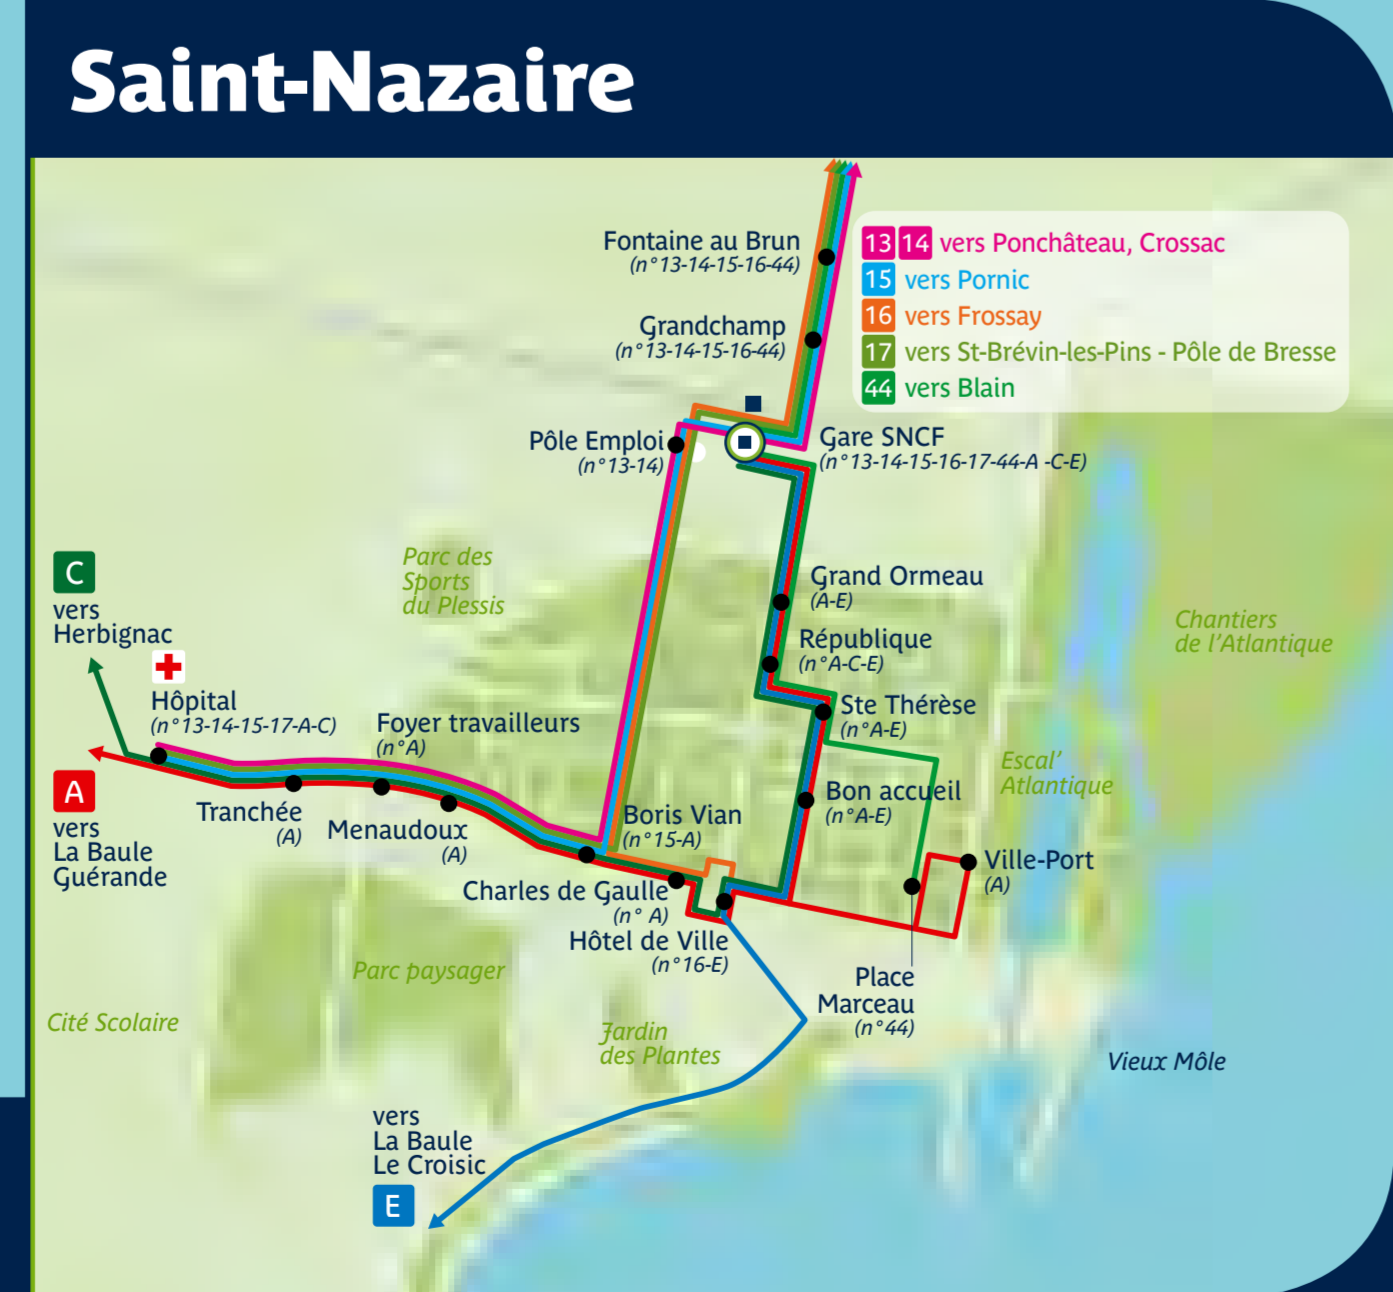 Saint-Nazaire
Fontaine au Brun
(n°13-14-15-16-44)
13 14 vers Ponchâteau, Crossac
15 vers Pornic
16 vers Frossay
17 vers St-Brévin-les-Pins - Pôle de Bresse
44 vers Blain
Grandchamp
(n°13-14-15-16-44)
Pôle Emploi
(n°13-14)
Gare SNCF
(n°13-14-15-16-17-44-A -C-E)
Parc des
Sports
du Plessis
Grand Ormeau
(A-E)
République
(n°A-C-E)
Chantiers
de l'Atlantique
C
vers
Herbignac
Hôpital
(n°13-14-15-17-A-C)
Foyer travailleurs
(n°A)
Ste Thérèse
(n°A-E)
Escal'
Atlantique
A
vers
La Baule
Guérande
Tranchée
(A)
Menaudoux
(A)
Boris Vian
(n°15-A)
Bon accueil
(n°A-E)
Ville-Port
(A)
Charles de Gaulle
(n° A)
Hôtel de Ville
(n°16-E)
Place
Marceau
(n°44)
Parc paysager
Cité Scolaire
Jardin
des Plantes
Vieux Môle
vers
La Baule
Le Croisic
E